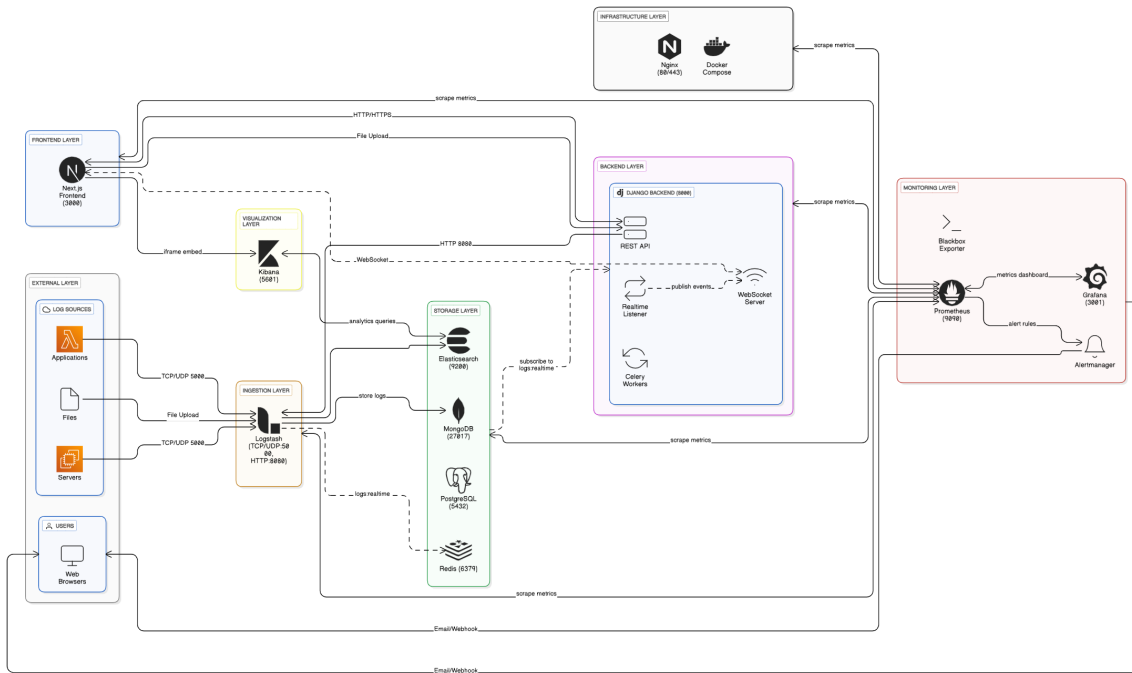 INFRASTRUCTURE LAYER
Nginx
(80/443)
Docker
Compose
scrape metrics
scrape metrics
HTTP/HTTPS
File Upload
FRONTEND LAYER
Next.js
Frontend
(3000)
BACKEND LAYER
dj DJANGO BACKEND (8000)
REST API
Realtime
Listener
publish events
WebSocket
Server
Celery
Workers
scrape metrics
MONITORING LAYER
Blackbox
Exporter
Prometheus
(9090)
metrics dashboard
Grafana
(3001)
alert rules
Alertmanager
VISUALIZATION
LAYER
Kibana
(5601)
iframe embed
HTTP 8080
WebSocket
EXTERNAL LAYER
LOG SOURCES
Applications
Files
Servers
TCP/UDP 5000
File Upload
TCP/UDP 5000
USERS
Web
Browsers
INGESTION LAYER
Logstash
(TCP/UDP:50
00,
HTTP:8080)
analytics queries
store logs
logs:realtime
STORAGE LAYER
Elasticsearch
(9200)
MongoDB
(27017)
PostgreSQL
(5432)
Redis (6379)
subscribe to
logs:realtime
scrape metrics
scrape metrics
Email/Webhook
Email/Webhook